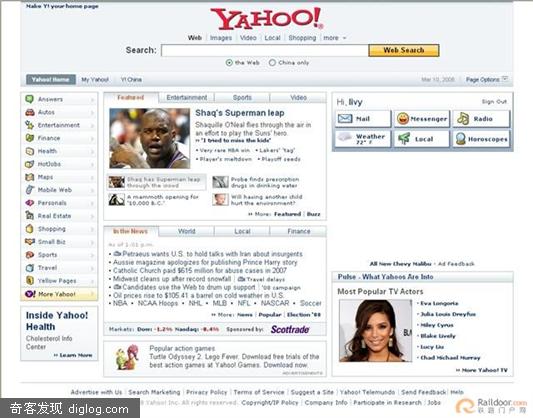 Make Y! your home page
YAHOO!
Web | Images | Video | Local | Shopping | more
Search: Web Search
the Web China only
Yahoo! Home My Yahoo! Y! China Mar 10, 2008 Page Options
Answers
Autos
Entertainment
Finance
Health
HotJobs
Maps
Mobile Web
Personals
Real Estate
Shopping
Small Biz
Sports
Travel
Yellow Pages
More Yahoo!
Inside Yahoo!
Health
Cholesterol Info
Center
» Learn More
Featured Entertainment Sports Video
Shaq's Superman leap
Shaquille O'Neal flies through the air in
an effort to play the Suns' hero.
» 'I tried to miss the kids'
• Very rare NBA win • Lakers' 'tag'
• Player's meltdown • Playoff seeds
Shaq has Superman leap
through the crowd
Probe finds prescription
drugs in drinking water
A mammoth opening for
"10,000 B.C."
Will having another child
hurt the environment?
» More: Featured | Buzz
In the News World Local Finance
As of 1:01 p.m.
• Petraeus wants U.S. to hold talks with Iran about insurgents
• Aussie magazine apologizes for publishing Prince Harry story
• Catholic Church paid $615 million for abuse cases in 2007
• Midwest cleans up after record snowfall | Travel delays
• Candidates use the Web to drum up support | '08 campaign
• Oil prices rise to $105.41 a barrel on cold weather in U.S.
• NBA • NCAA Hoops • NHL • MLB • NFL • NASCAR • Soccer
» More: News | Popular | Election '08
Markets: Dow: -1.2% Nasdaq: -0.4% Sponsored by: Scottrade
Popular action games
Turtle Odyssey 2. Lego Fever. Download free trials of the
best action games at Yahoo! Games. Download now.
ADVERTISEMENTS
Hi, livy Sign Out
Mail Messenger Radio
Weather
72° F
Local Horoscopes
All New Chevy Malibu - Ad Feedback
Pulse - What Yahoos Are Into
Most Popular TV Actors
• Eva Longoria
• Julia Louis Dreyfus
• Miley Cyrus
• Blake Lively
• Lucy Liu
• Chad Michael Murray
» More Yahoo! TV
Advertise with Us | Search Marketing | Privacy Policy | Terms of Service | Suggest a Site | Yahoo! Telemundo | Send Feedback | Help
8 Yahoo! Inc. All rights reserved. Copyright/IP Policy | Company Info | Participate in Research | Jobs
奇客发现 diglog.com
Raildoor.com
铁路门户网